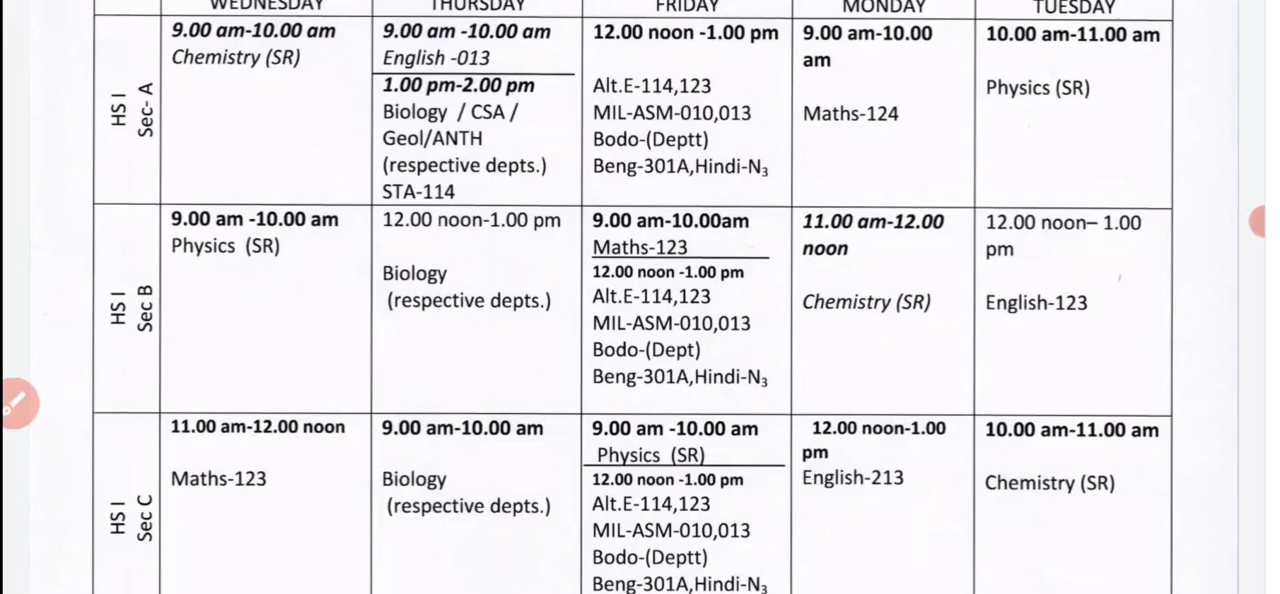 WEDNESDAY THURSDAY FRIDAY MONDAY TUESDAY
HS I
Sec- A
9.00 am-10.00 am
Chemistry (SR)
9.00 am -10.00 am
English -013
1.00 pm-2.00 pm
Biology / CSA /
Geol/ANTH
(respective depts.)
STA-114
12.00 noon -1.00 pm
Alt.E-114,123
MIL-ASM-010,013
Bodo-(Deptt)
Beng-301A,Hindi-N₃
9.00 am-10.00
am
Maths-124
10.00 am-11.00 am
Physics (SR)
HS I
Sec B
9.00 am -10.00 am
Physics (SR)
12.00 noon-1.00 pm
Biology
(respective depts.)
9.00 am-10.00am
Maths-123
12.00 noon -1.00 pm
Alt.E-114,123
MIL-ASM-010,013
Bodo-(Dept)
Beng-301A,Hindi-N₃
11.00 am-12.00
noon
Chemistry (SR)
12.00 noon– 1.00
pm
English-123
HS I
Sec C
11.00 am-12.00 noon
Maths-123
9.00 am-10.00 am
Biology
(respective depts.)
9.00 am -10.00 am
Physics (SR)
12.00 noon -1.00 pm
Alt.E-114,123
MIL-ASM-010,013
Bodo-(Deptt)
Beng-301A,Hindi-N₃
12.00 noon-1.00
pm
English-213
10.00 am-11.00 am
Chemistry (SR)